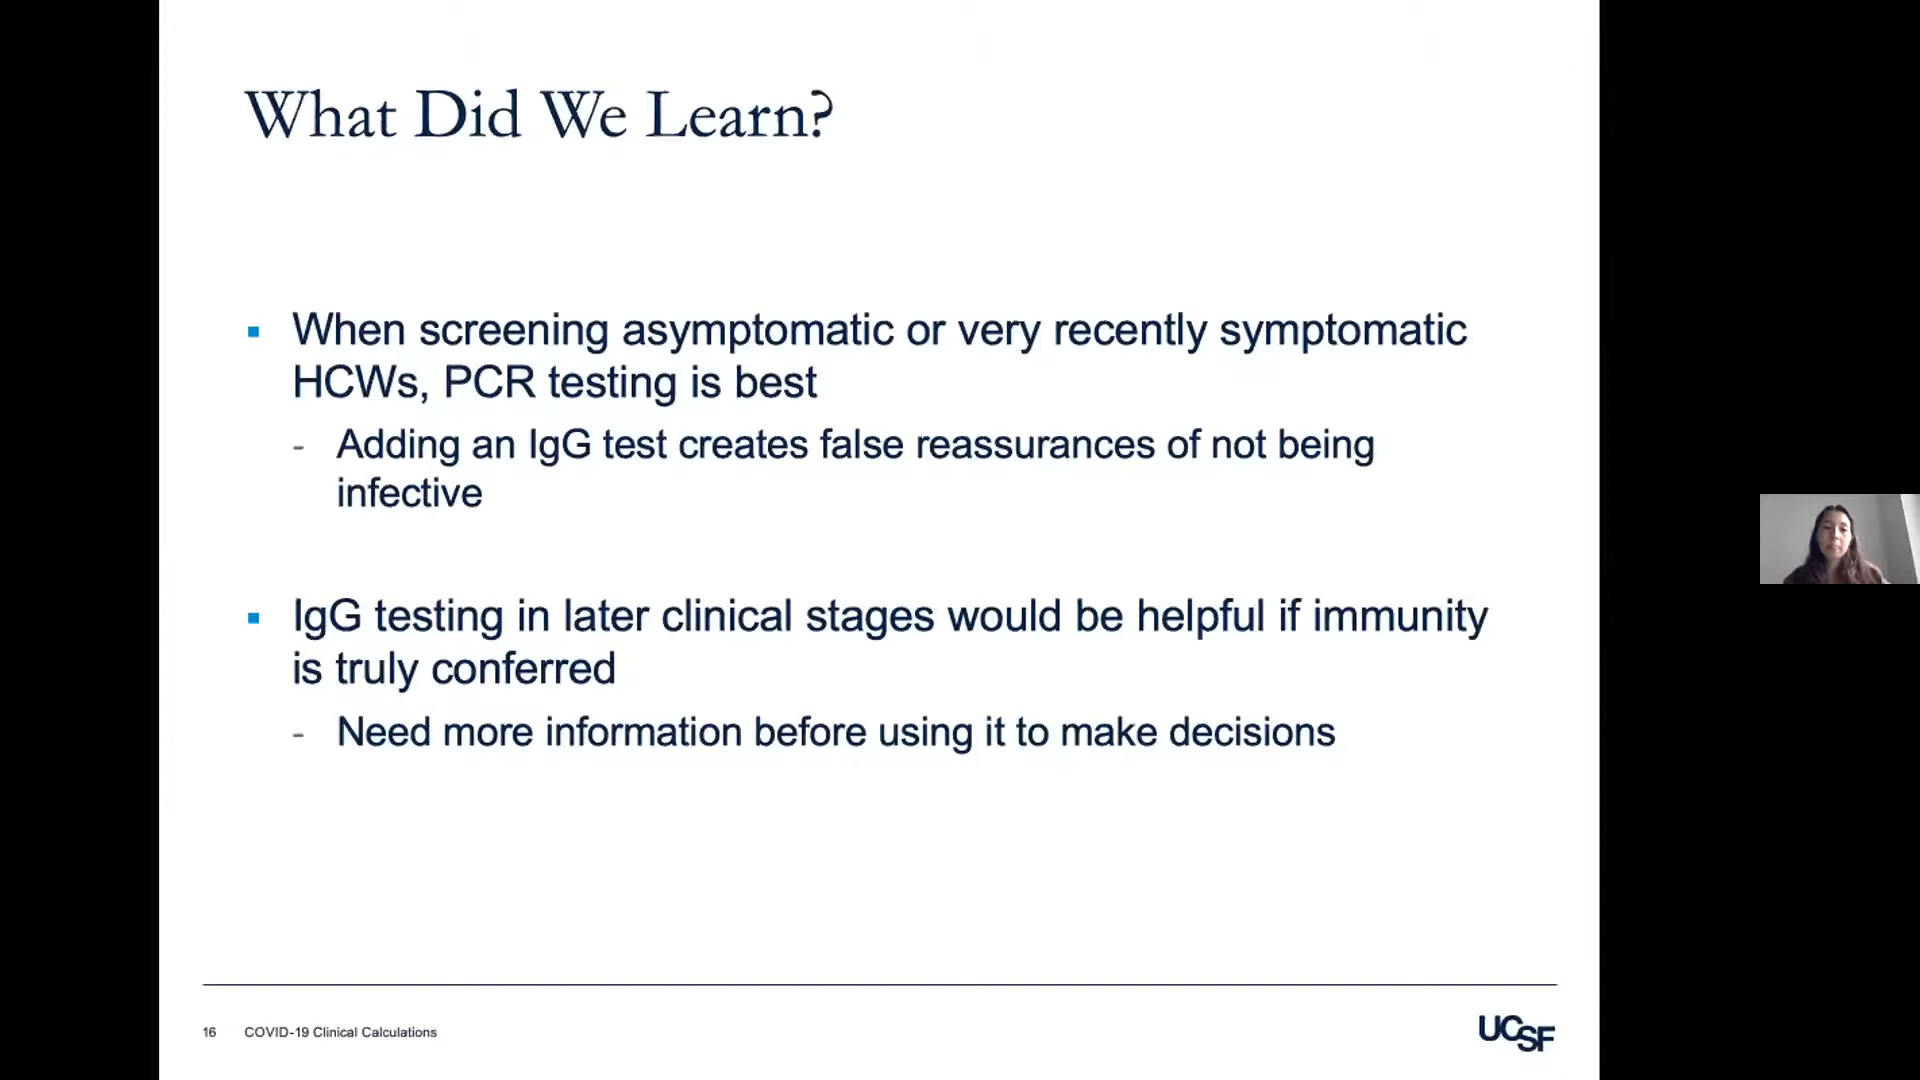 What Did We Learn?
▪ When screening asymptomatic or very recently symptomatic
HCWs, PCR testing is best
- Adding an IgG test creates false reassurances of not being
infective
▪ IgG testing in later clinical stages would be helpful if immunity
is truly conferred
- Need more information before using it to make decisions
16 COVID-19 Clinical Calculations
UCSF